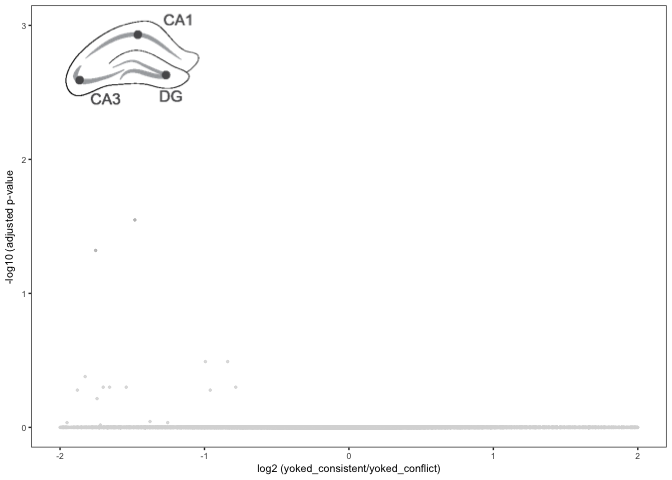 CA1
CA3
DG
3
2
1
0
-log10 (adjusted p-value
-2
-1
0
1
2
log2 (yoked_consistent/yoked_conflict)